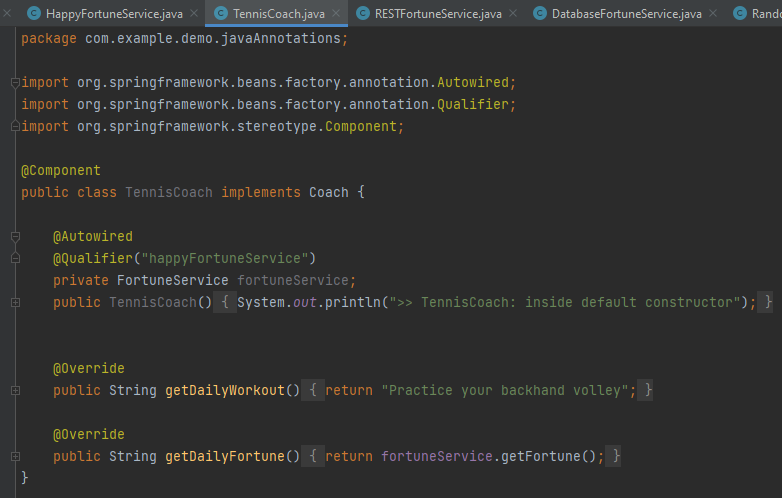 HappyFortuneService.java TennisCoach.java RESTFortuneService.java DatabaseFortuneService.java Rando
package com.example.demo.javaAnnotations;
import org.springframework.beans.factory.annotation.Autowired;
import org.springframework.beans.factory.annotation.Qualifier;
import org.springframework.stereotype.Component;
@Component
public class TennisCoach implements Coach {
@Autowired
@Qualifier("happyFortuneService")
private FortuneService fortuneService;
public TennisCoach() { System.out.println(">> TennisCoach: inside default constructor"); }
@Override
public String getDailyWorkout() { return "Practice your backhand volley"; }
@Override
public String getDailyFortune() { return fortuneService.getFortune(); }
}